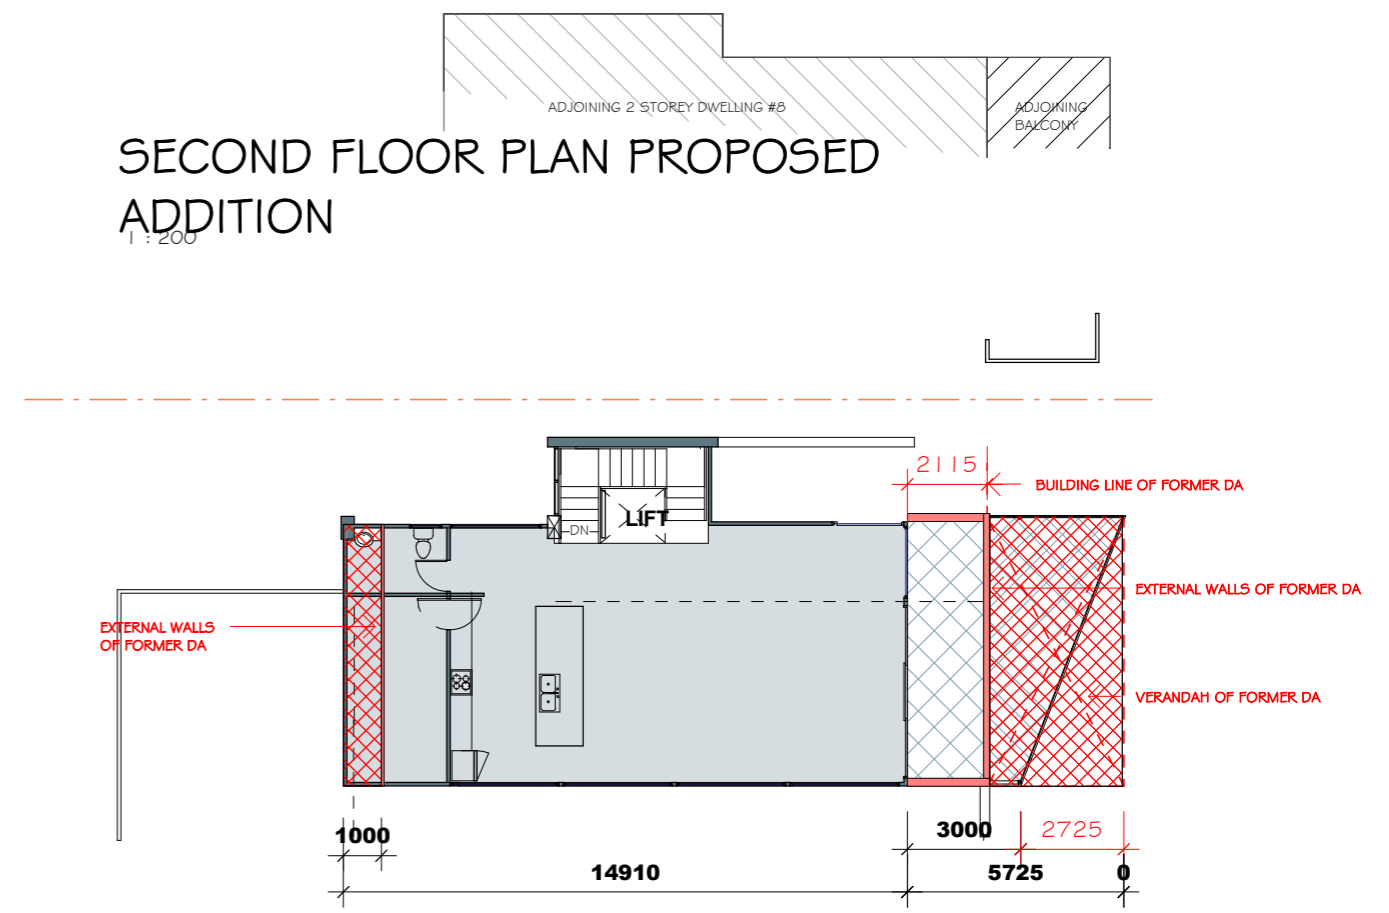 ADJOINING 2 STOREY DWELLING #8
ADJOINING
BALCONY
SECOND FLOOR PLAN PROPOSED
ADDITION
1 : 200
2115
BUILDING LINE OF FORMER DA
LIFT
DN
EXTERNAL WALLS OF FORMER DA
EXTERNAL WALLS
OF FORMER DA
VERANDAH OF FORMER DA
1000
3000
2725
14910
5725
0